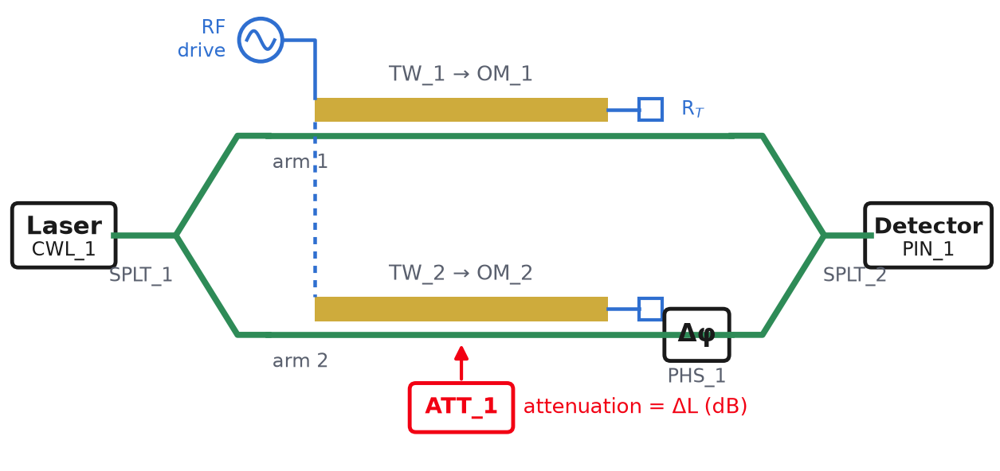 RF
drive
TW_1 → OM_1
R_T
arm 1
Laser
CWL_1
SPLT_1
Detector
PIN_1
SPLT_2
TW_2 → OM_2
Δφ
arm 2
PHS_1
ATT_1
attenuation = ΔL (dB)